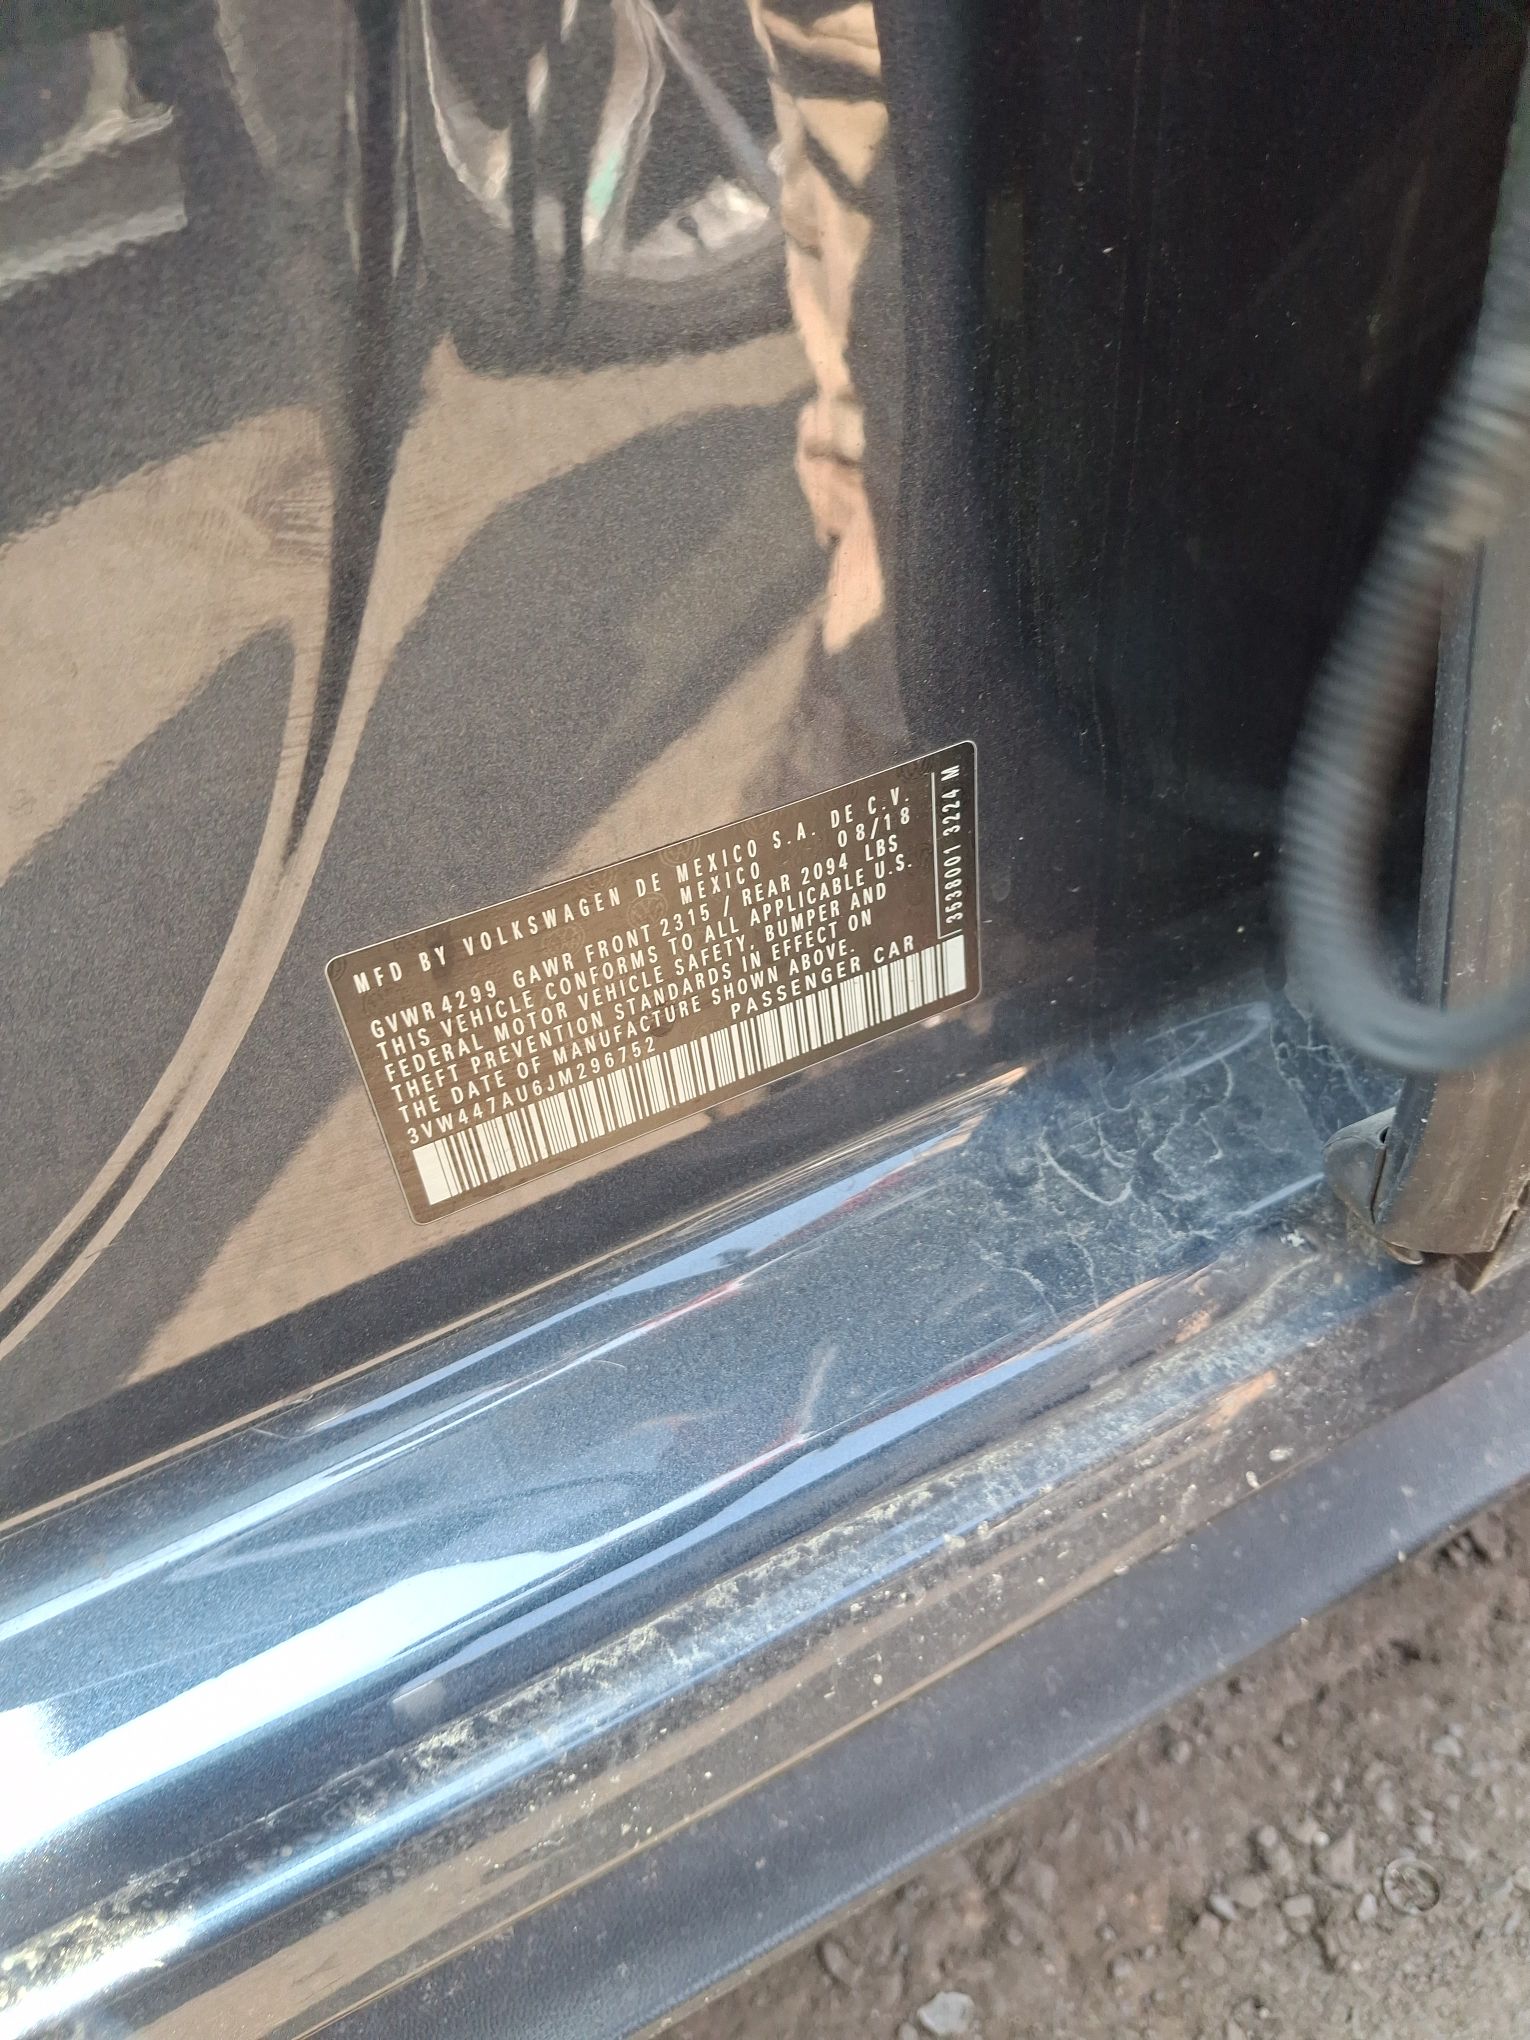 MFD BY VOLKSWAGEN DE MEXICO S.A. DE C.V.
MEXICO 08/18
GVWR 4299 GAWR FRONT 2315 / REAR 2094 LBS
THIS VEHICLE CONFORMS TO ALL APPLICABLE U.S.
FEDERAL MOTOR VEHICLE SAFETY, BUMPER AND
THEFT PREVENTION STANDARDS IN EFFECT ON
THE DATE OF MANUFACTURE SHOWN ABOVE.
3VW447AU6JM296752 PASSENGER CAR
3538001 3224 M